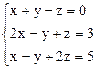 x + y - z = 0
2x - y + z = 3
x - y + 2z = 5